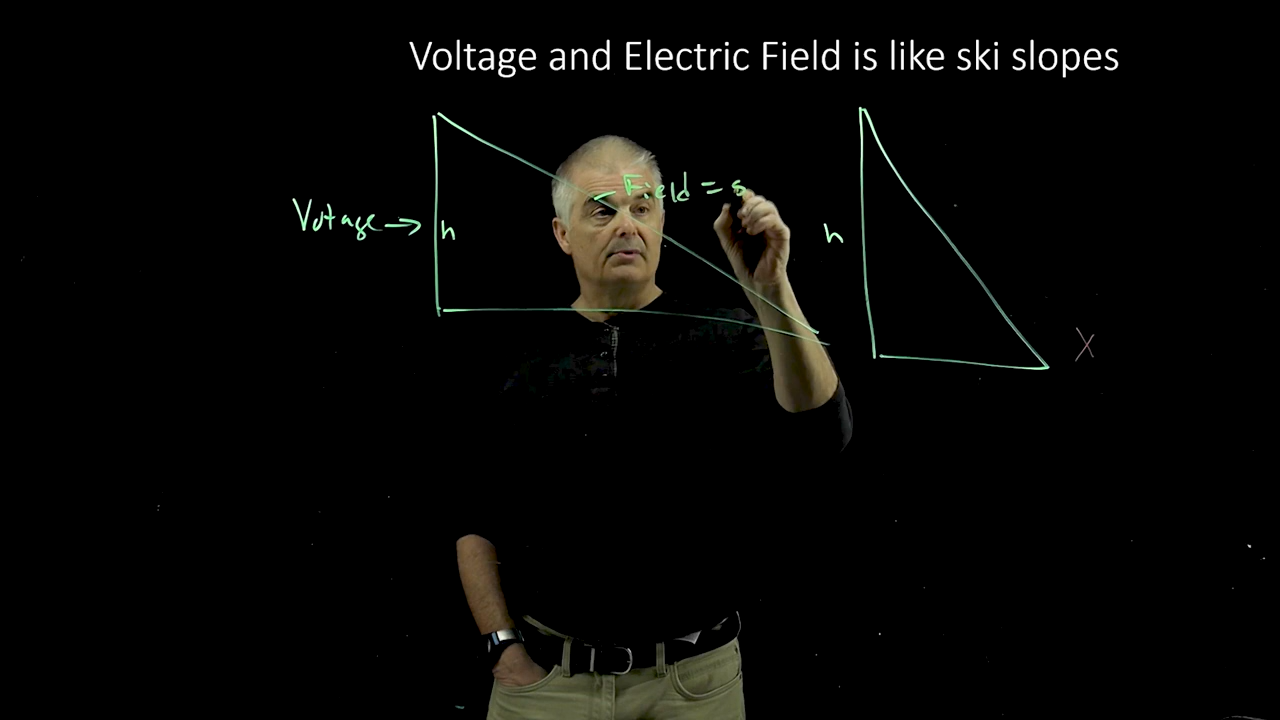 Voltage and Electric Field is like ski slopes
Voltage → h
← Field = s
h
X